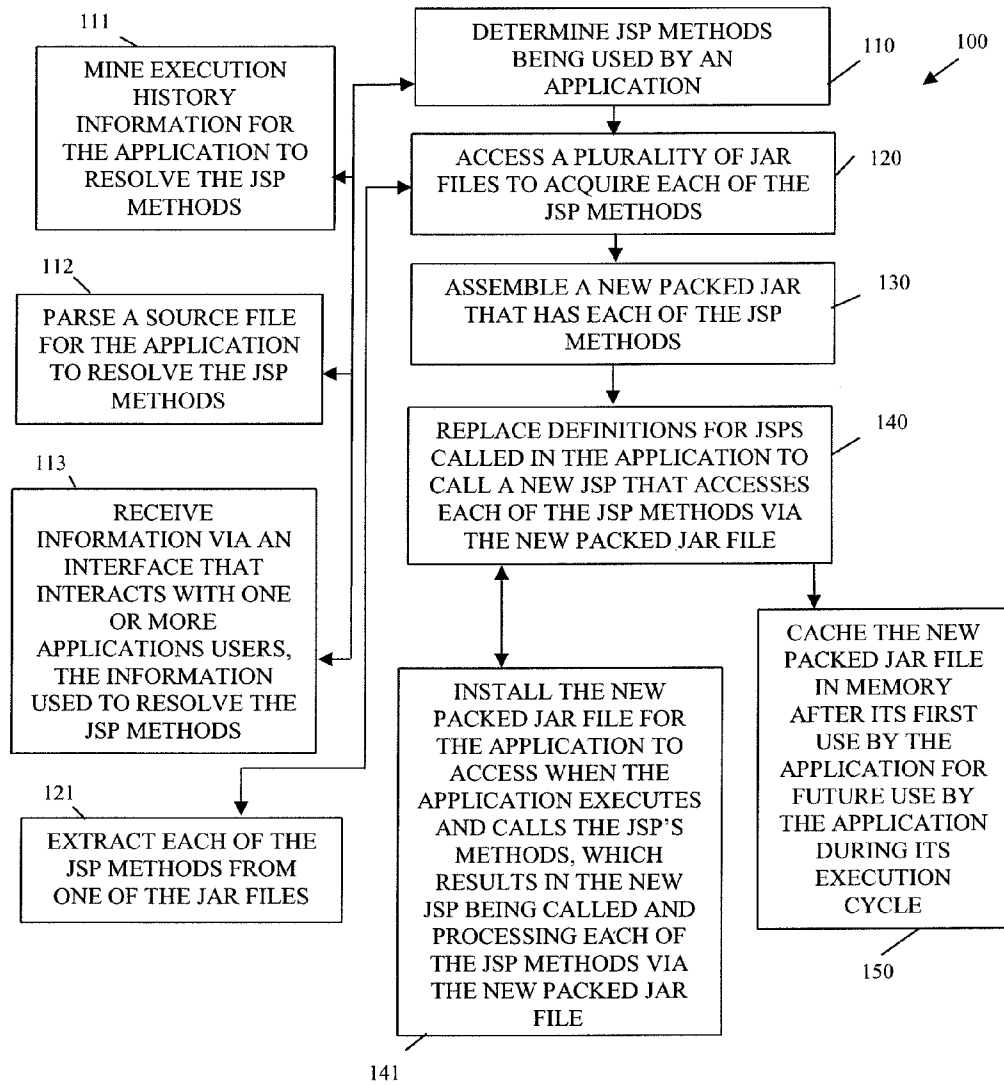 111
MINE EXECUTION
HISTORY
INFORMATION FOR
THE APPLICATION TO
RESOLVE THE JSP
METHODS
DETERMINE JSP METHODS
BEING USED BY AN
APPLICATION
110
100
ACCESS A PLURALITY OF JAR
FILES TO ACQUIRE EACH OF THE
JSP METHODS
120
112
PARSE A SOURCE FILE
FOR THE APPLICATION
TO RESOLVE THE JSP
METHODS
ASSEMBLE A NEW PACKED JAR
THAT HAS EACH OF THE JSP
METHODS
130
REPLACE DEFINITIONS FOR JSPS
CALLED IN THE APPLICATION TO
CALL A NEW JSP THAT ACCESSES
EACH OF THE JSP METHODS VIA
THE NEW PACKED JAR FILE
140
113
RECEIVE
INFORMATION VIA AN
INTERFACE THAT
INTERACTS WITH ONE
OR MORE
APPLICATIONS USERS,
THE INFORMATION
USED TO RESOLVE THE
JSP METHODS
121
EXTRACT EACH OF THE
JSP METHODS FROM
ONE OF THE JAR FILES
INSTALL THE NEW
PACKED JAR FILE FOR
THE APPLICATION TO
ACCESS WHEN THE
APPLICATION EXECUTES
AND CALLS THE JSP'S
METHODS, WHICH
RESULTS IN THE NEW
JSP BEING CALLED AND
PROCESSING EACH OF
THE JSP METHODS VIA
THE NEW PACKED JAR
FILE
141
CACHE THE NEW
PACKED JAR FILE
IN MEMORY
AFTER ITS FIRST
USE BY THE
APPLICATION FOR
FUTURE USE BY
THE APPLICATION
DURING ITS
EXECUTION
CYCLE
150